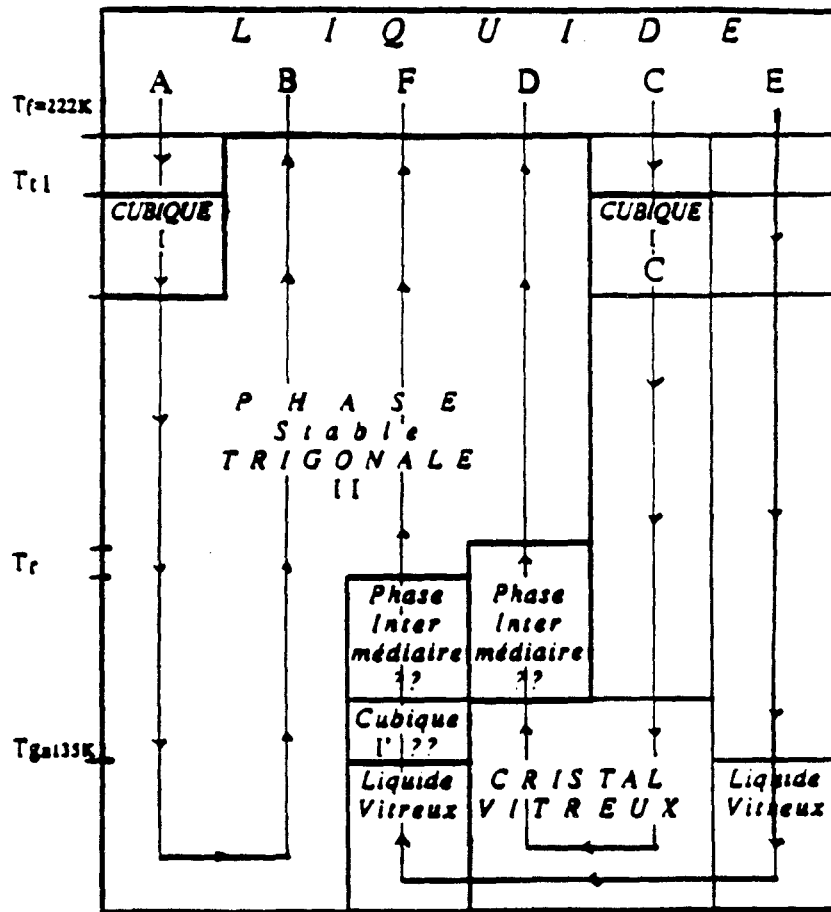 L I Q U I D E
A B F D C E
Tf=222K
Tt1
CUBIQUE
I
CUBIQUE
I
C
P H A S E
Stable
TRIGONALE
II
Tr
Phase
Inter
médiaire
??
Phase
Inter
médiaire
??
Cubique
I' ??
Tg≈135K
Liquide
Vitreux
CRISTAL
VITREUX
Liquide
Vitreux